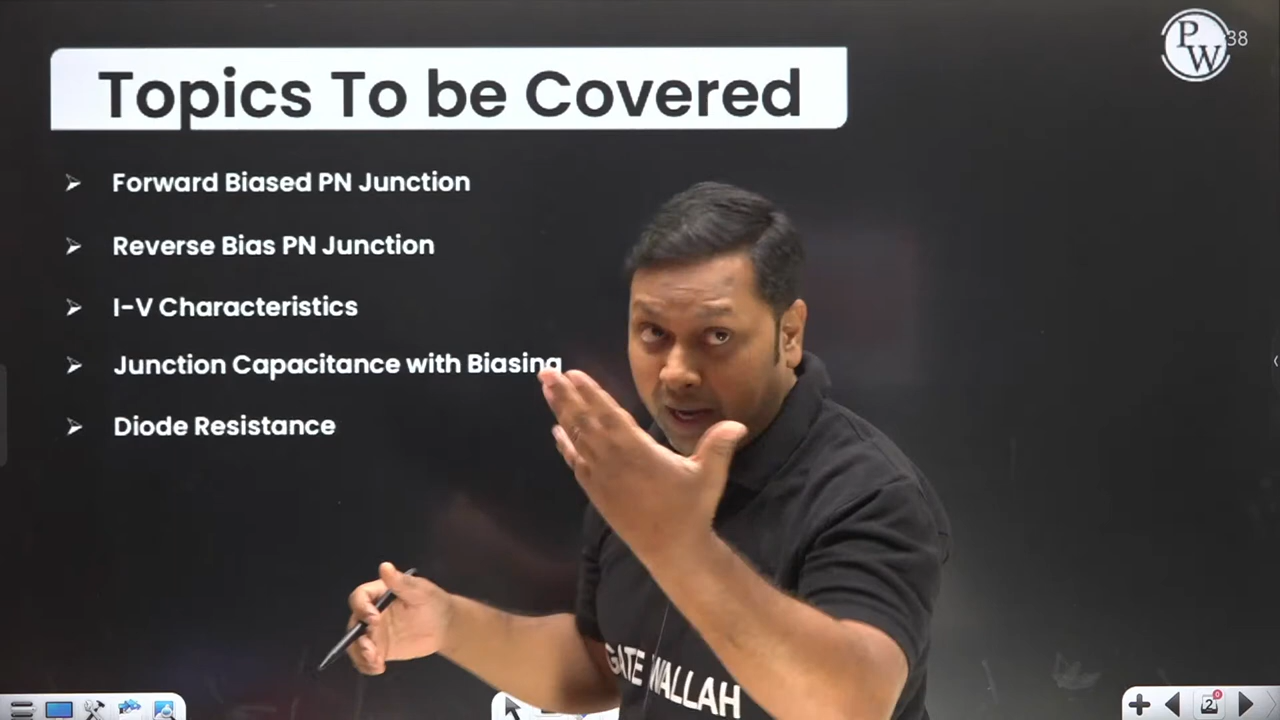 Topics To be Covered
PW
38
➢ Forward Biased PN Junction
➢ Reverse Bias PN Junction
➢ I-V Characteristics
➢ Junction Capacitance with Biasing
➢ Diode Resistance
GATE WALLAH
2